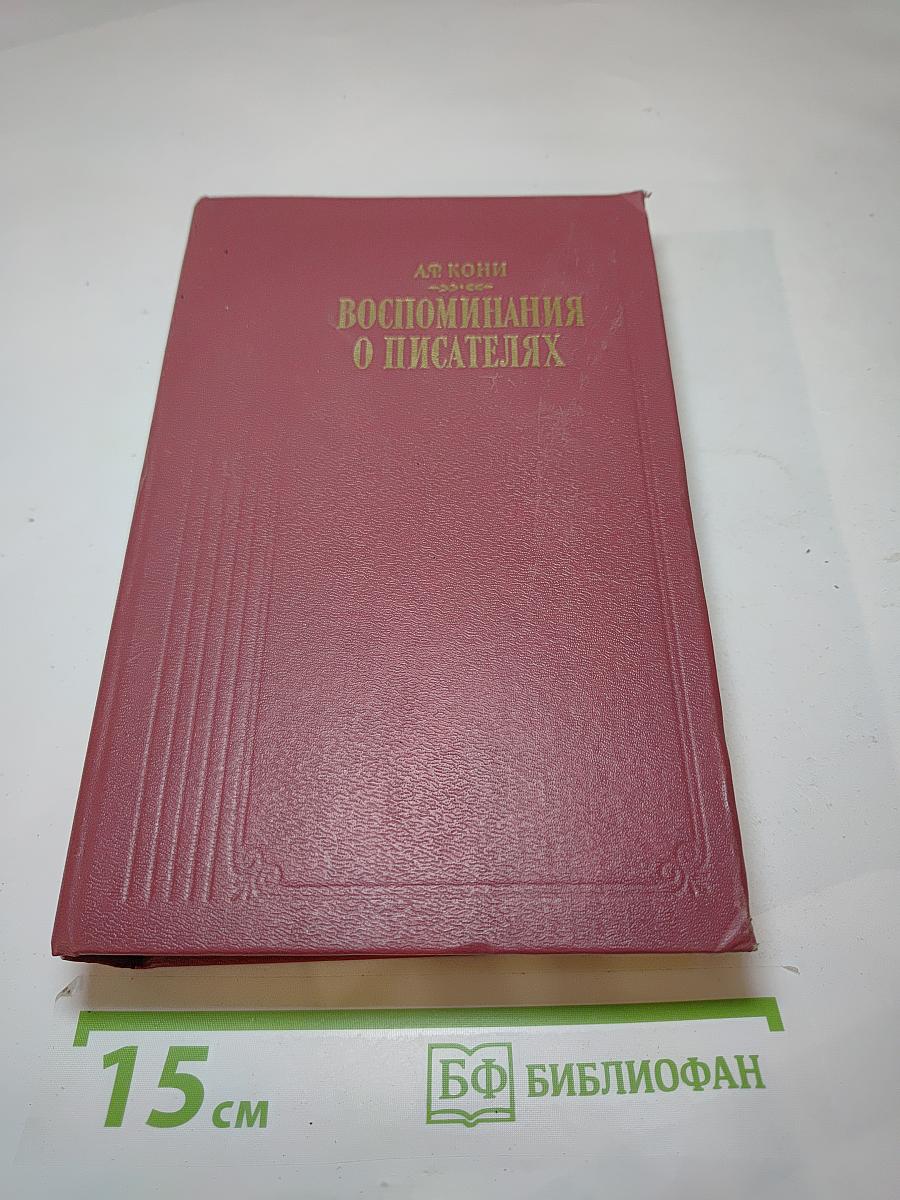 А.Ф. КОНИ
ВОСПОМИНАНИЯ
О ПИСАТЕЛЯХ
15 см
БФ БИБЛИОФАН